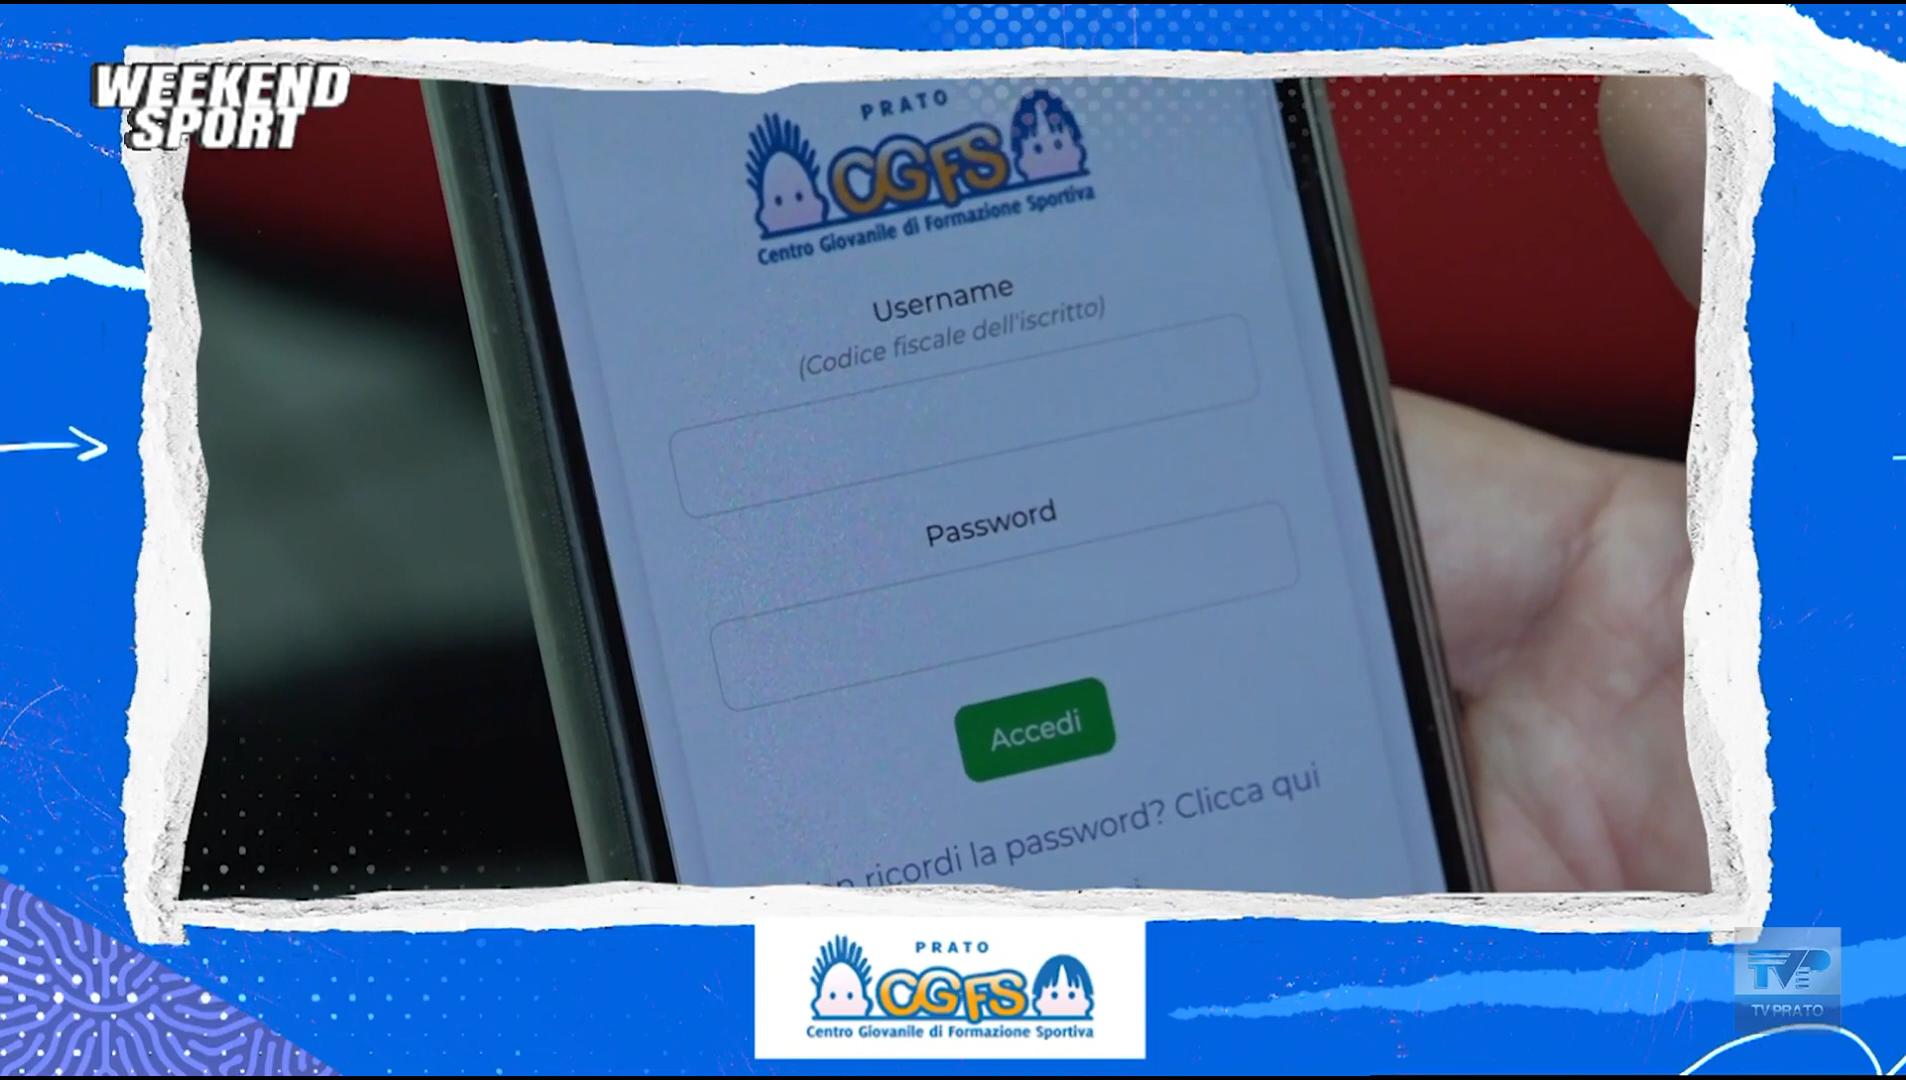 WEEKEND
SPORT
PRATO
CGFS
Centro Giovanile di Formazione Sportiva
Username
(Codice fiscale dell'iscritto)
Password
Accedi
ricordi la password? Clicca qui
PRATO
CGFS
Centro Giovanile di Formazione Sportiva
TVP
TV PRATO